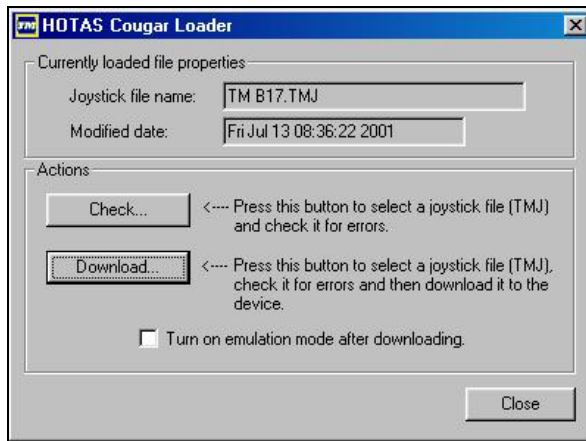 TM HOTAS Cougar Loader
Currently loaded file properties
Joystick file name: TM B17.TMJ
Modified date: Fri Jul 13 08:36:22 2001
Actions
Check... <---- Press this button to select a joystick file (TMJ)
and check it for errors.
Download... <---- Press this button to select a joystick file (TMJ),
check it for errors and then download it to the
device.
Turn on emulation mode after downloading.
Close